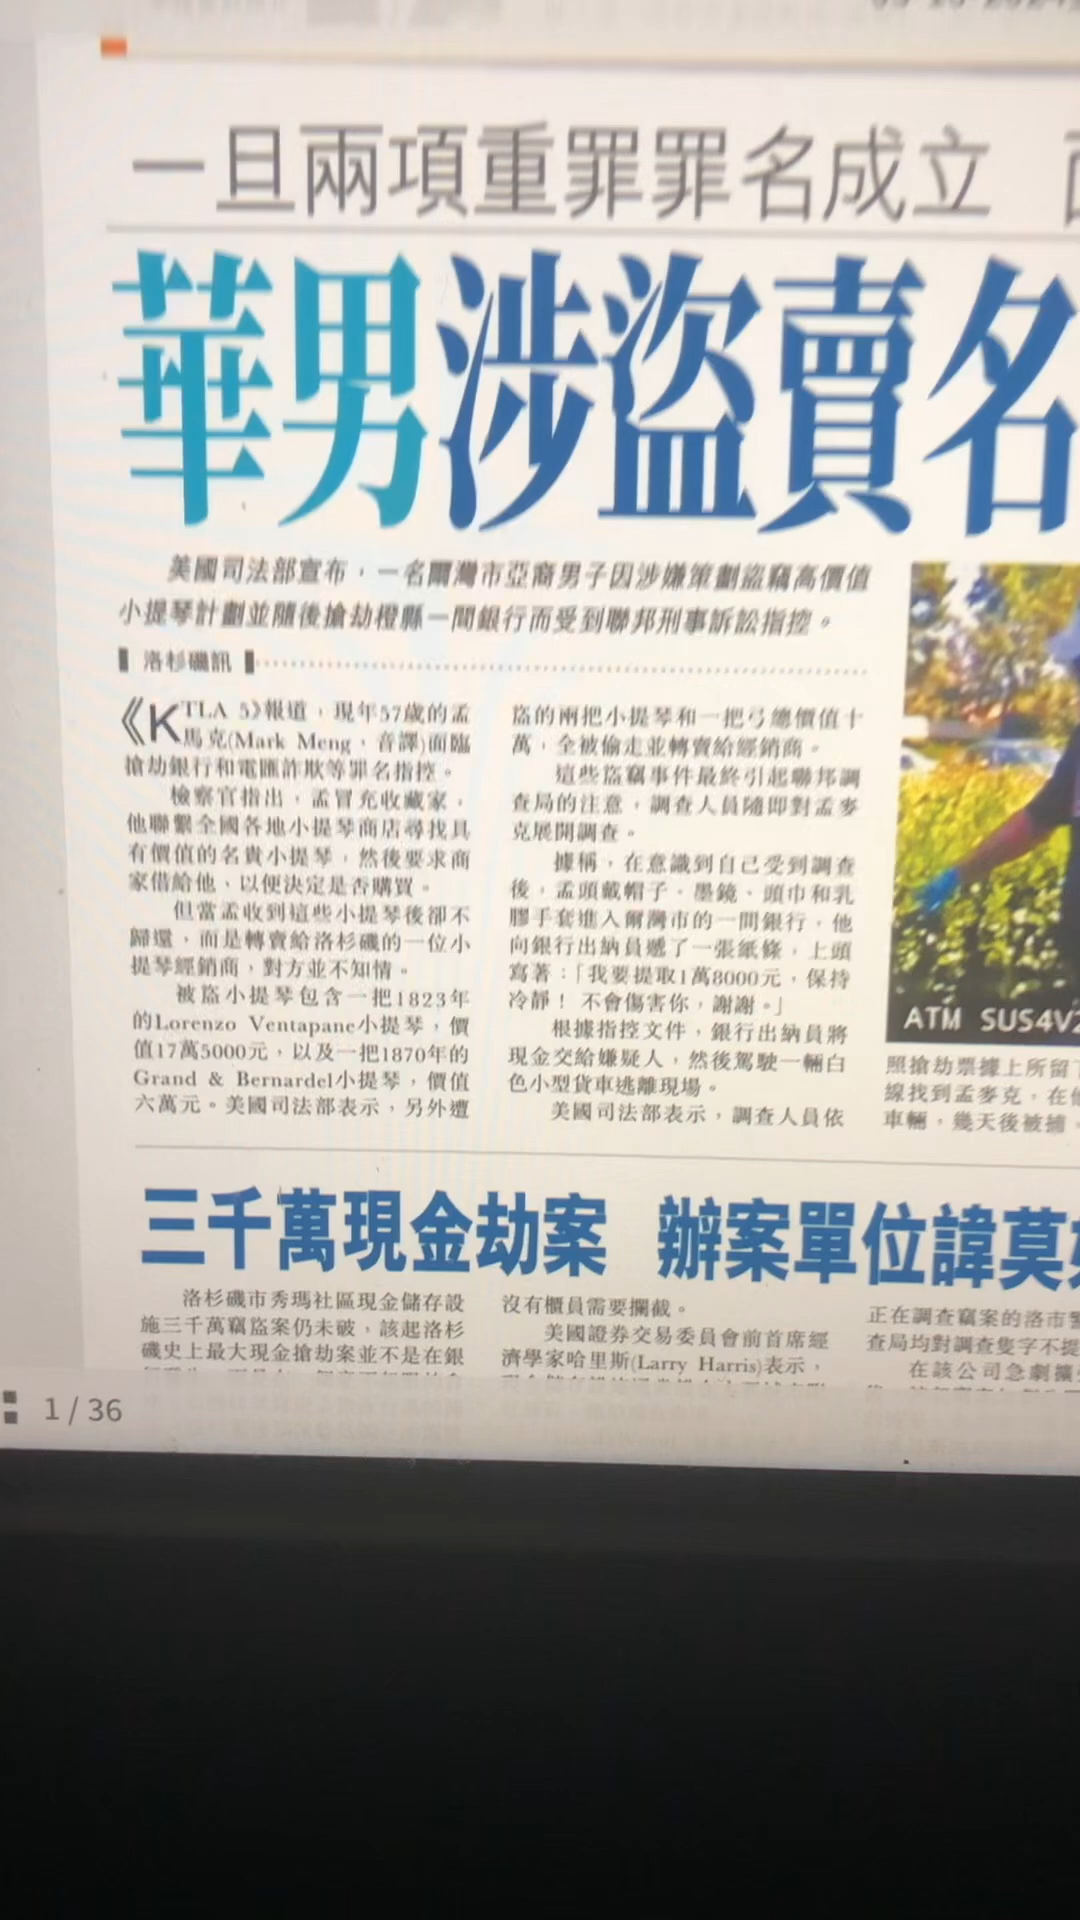 一旦兩項重罪罪名成立
華男涉盜賣名
美國司法部宣布，一名爾灣市亞裔男子因涉嫌策劃盜竊高價值
小提琴計劃並隨後搶劫橙縣一間銀行而受到聯邦刑事訴訟指控。
洛杉磯訊
《KTLA 5》報道，現年57歲的孟
馬克(Mark Meng，音譯)面臨
搶劫銀行和電匯詐欺等罪名指控。
檢察官指出，孟冒充收藏家，
他聯繫全國各地小提琴商店尋找具
有價值的名貴小提琴，然後要求商
家借給他、以便決定是否購買。
但當孟收到這些小提琴後卻不
歸還，而是轉賣給洛杉磯的一位小
提琴經銷商，對方並不知情。
被盜小提琴包含一把1823年
的Lorenzo Ventapane小提琴，價
值17萬5000元，以及一把1870年的
Grand & Bernardel小提琴，價值
六萬元。美國司法部表示，另外遭
盜的兩把小提琴和一把弓總價值十
萬，全被偷走並轉賣給經銷商。
這些盜竊事件最終引起聯邦調
查局的注意，調查人員隨即對孟麥
克展開調查。
據稱，在意識到自己受到調查
後，孟頭戴帽子、墨鏡、頭巾和乳
膠手套進入爾灣市的一間銀行，他
向銀行出納員遞了一張紙條，上頭
寫著：「我要提取1萬8000元，保持
冷靜！不會傷害你，謝謝。」
根據指控文件，銀行出納員將
現金交給嫌疑人，然後駕駛一輛白
色小型貨車逃離現場。
美國司法部表示，調查人員依
ATM SUS4V2
照搶劫票據上所留
線找到孟麥克，在他
車輛，幾天後被捕，
三千萬現金劫案 辦案單位諱莫
洛杉磯市秀瑪社區現金儲存設
施三千萬竊盜案仍未破，該起洛杉
磯史上最大現金搶劫案並不是在銀
沒有櫃員需要攔截。
美國證券交易委員會前首席經
濟學家哈里斯(Larry Harris)表示，
正在調查竊案的洛市警
查局均對調查隻字不提
在該公司急劇擴
1 / 36